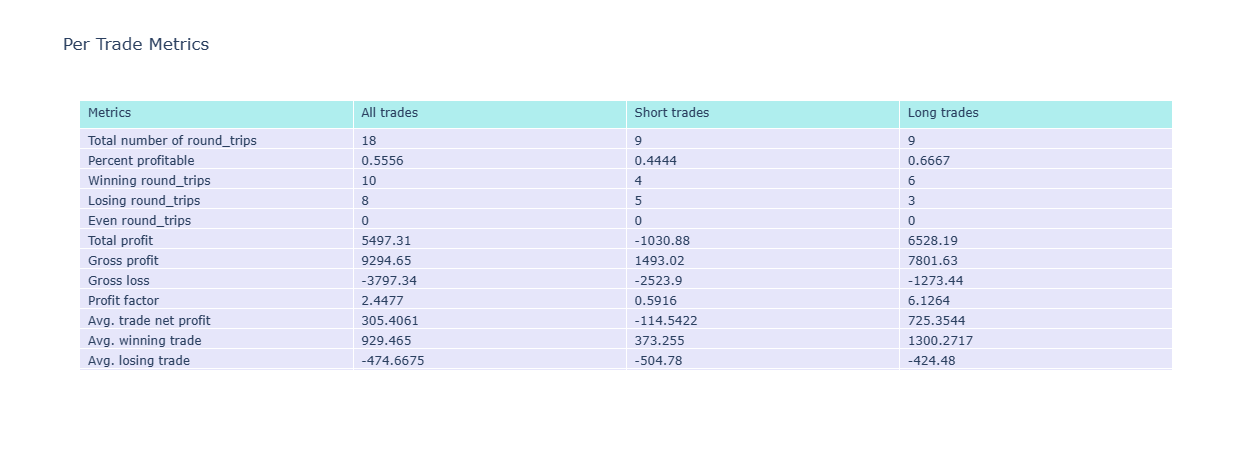 Per Trade Metrics
Metrics All trades Short trades Long trades
Total number of round_trips 18 9 9
Percent profitable 0.5556 0.4444 0.6667
Winning round_trips 10 4 6
Losing round_trips 8 5 3
Even round_trips 0 0 0
Total profit 5497.31 -1030.88 6528.19
Gross profit 9294.65 1493.02 7801.63
Gross loss -3797.34 -2523.9 -1273.44
Profit factor 2.4477 0.5916 6.1264
Avg. trade net profit 305.4061 -114.5422 725.3544
Avg. winning trade 929.465 373.255 1300.2717
Avg. losing trade -474.6675 -504.78 -424.48